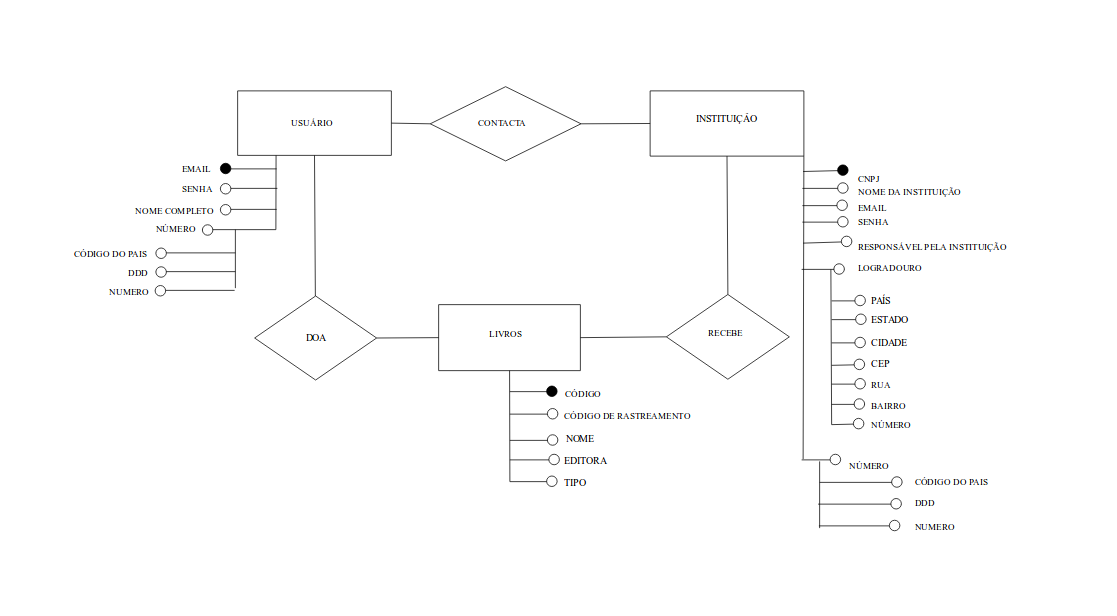 USUÁRIO
CONTACTA
INSTITUIÇÃO
EMAIL
SENHA
NOME COMPLETO
NÚMERO
CÓDIGO DO PAIS
DDD
NUMERO
CNPJ
NOME DA INSTITUIÇÃO
EMAIL
SENHA
RESPONSÁVEL PELA INSTITUIÇÃO
LOGRADOURO
PAÍS
ESTADO
CIDADE
CEP
RUA
BAIRRO
NÚMERO
NÚMERO
CÓDIGO DO PAIS
DDD
NUMERO
DOA
LIVROS
RECEBE
CÓDIGO
CÓDIGO DE RASTREAMENTO
NOME
EDITORA
TIPO